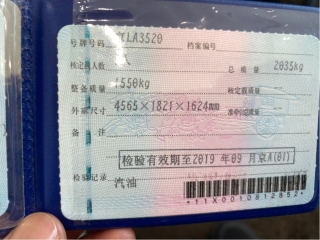 号牌号码 LA3520 档案编号
核定载人数 人 总质量 2035kg
整备质量 1550kg 核定载质量
外廓尺寸 4565×1821×1624mm 准牵引总质量
备注
检验有效期至2019年09月京A(01)
检验记录 汽油
*1100010812852*